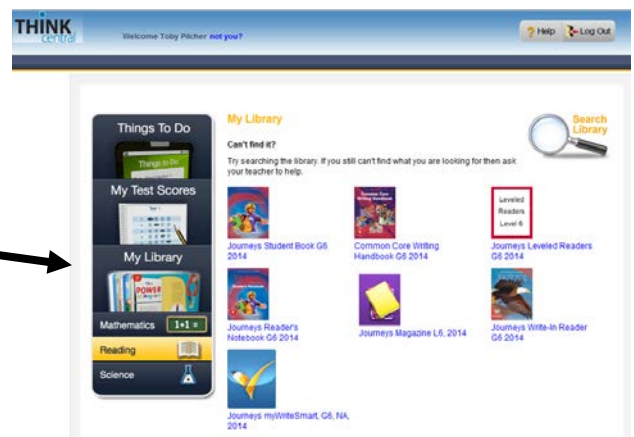 THINK
central
Welcome Toby Pilcher not you?
? Help
Log Out
Things To Do
Things to Do
My Test Scores
My Library
POWER
Mathematics 1+1 =
Reading
Science
My Library
Can't find it?
Try searching the library. If you still can't find what you are looking for then ask
your teacher to help.
Search
Library
Journeys Student Book G6
2014
Common Core Writing
Handbook G6 2014
Leveled
Readers
Level 6
Journeys Leveled Readers
G6 2014
Journeys Reader's
Notebook G6 2014
Journeys Magazine L6, 2014
Journeys Write-In Reader
G6 2014
Journeys myWriteSmart, G6, NA,
2014